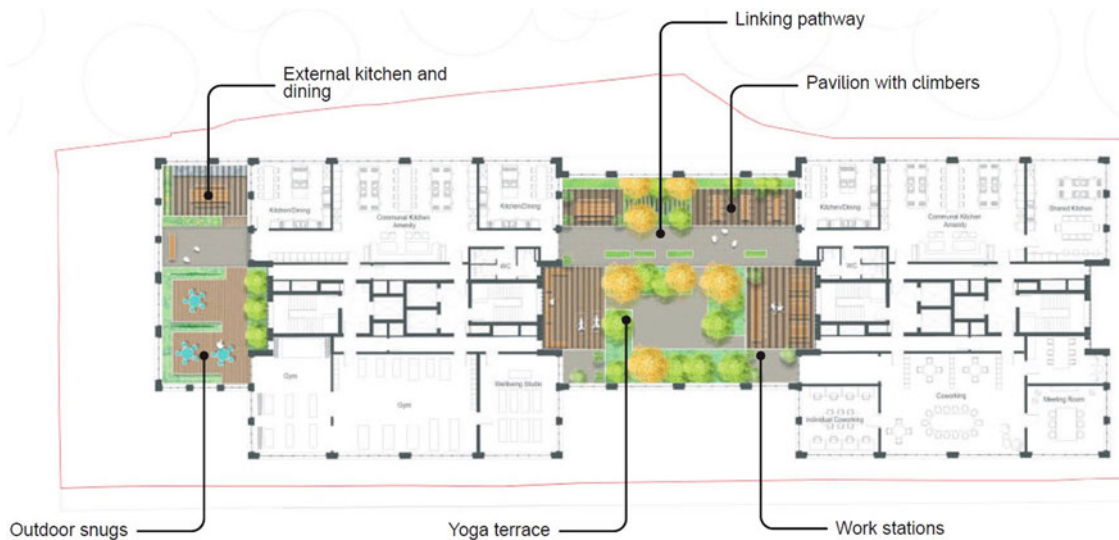 Linking pathway
External kitchen and
dining
Pavilion with climbers
Kitchen/Dining
Communal Kitchen
Amenity
Kitchen/Dining
Kitchen/Dining
Communal Kitchen
Amenity
Shared Kitchen
WC
WC
Gym
Gym
Wellbeing Studio
Individual Coworking
Coworking
Meeting Room
Outdoor snugs
Yoga terrace
Work stations